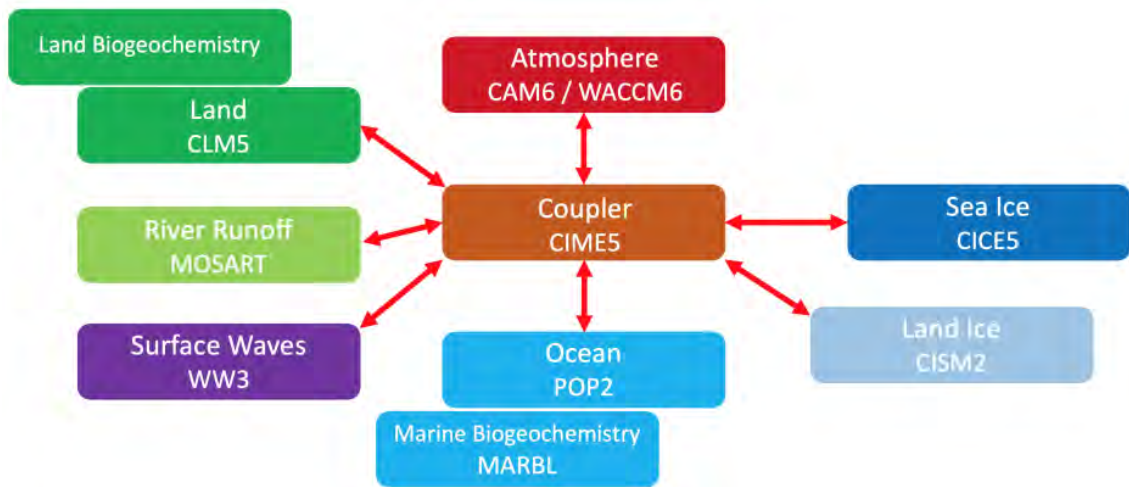 Land Biogeochemistry
Land
CLM5
Atmosphere
CAM6 / WACCM6
River Runoff
MOSART
Coupler
CIME5
Sea Ice
CICE5
Surface Waves
WW3
Ocean
POP2
Land Ice
CISM2
Marine Biogeochemistry
MARBL